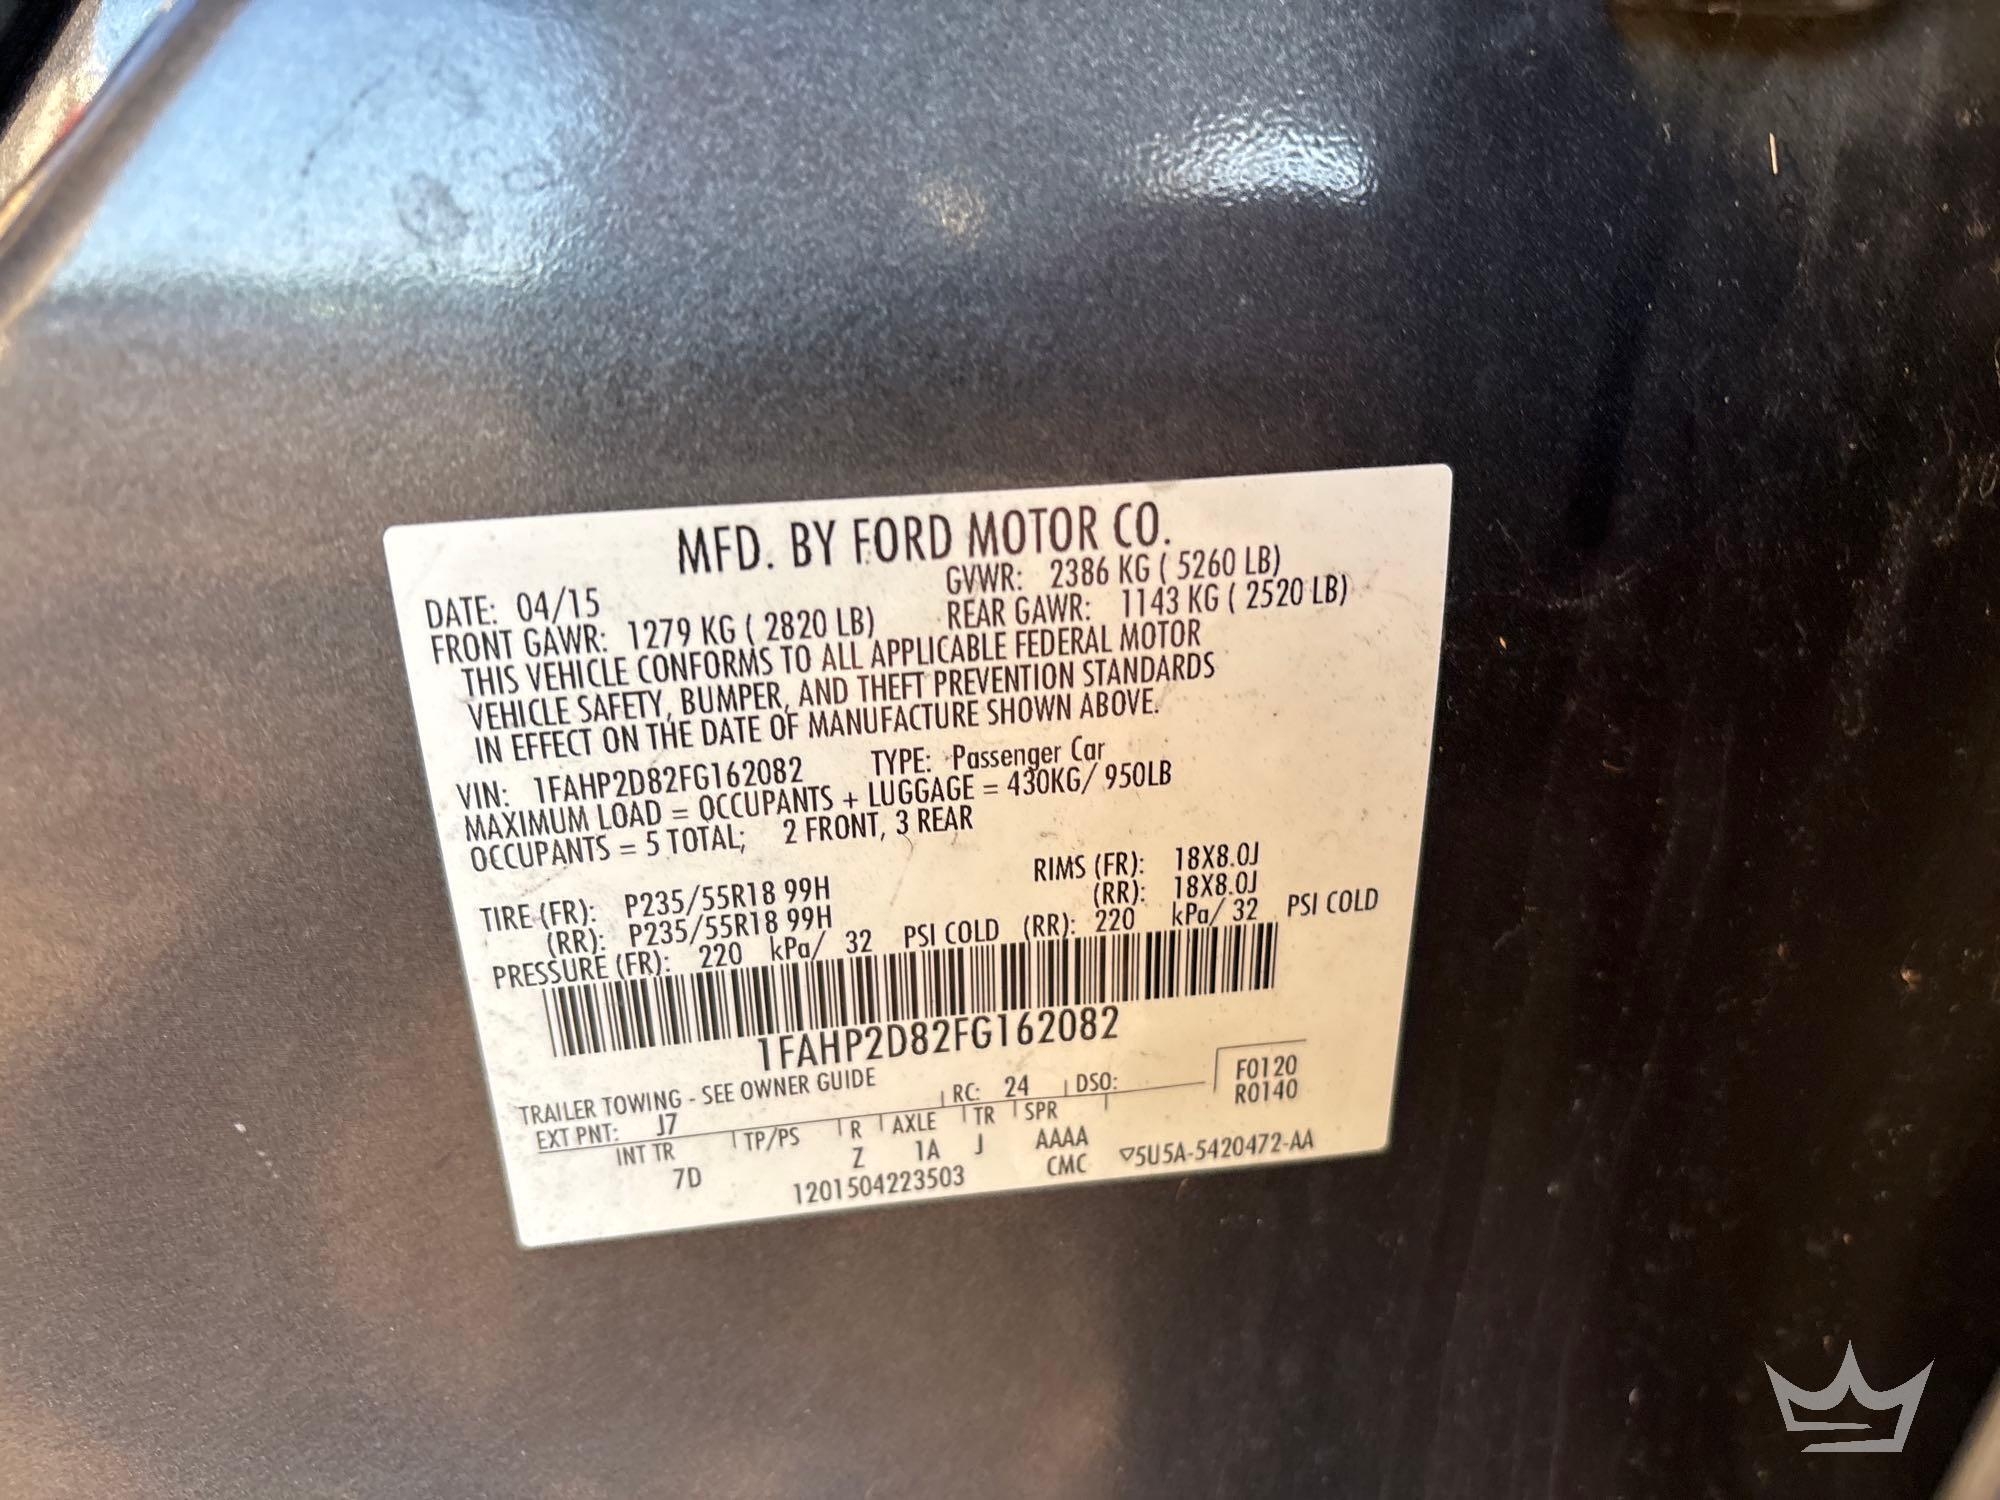 MFD. BY FORD MOTOR CO.
DATE: 04/15 GVWR: 2386 KG ( 5260 LB)
FRONT GAWR: 1279 KG ( 2820 LB) REAR GAWR: 1143 KG ( 2520 LB)
THIS VEHICLE CONFORMS TO ALL APPLICABLE FEDERAL MOTOR
VEHICLE SAFETY, BUMPER, AND THEFT PREVENTION STANDARDS
IN EFFECT ON THE DATE OF MANUFACTURE SHOWN ABOVE.
VIN: 1FAHP2D82FG162082 TYPE: Passenger Car
MAXIMUM LOAD = OCCUPANTS + LUGGAGE = 430KG/ 950LB
OCCUPANTS = 5 TOTAL; 2 FRONT, 3 REAR
TIRE (FR): P235/55R18 99H RIMS (FR): 18X8.0J
(RR): P235/55R18 99H (RR): 18X8.0J
PRESSURE (FR): 220 kPa/ 32 PSI COLD (RR): 220 kPa/ 32 PSI COLD
1FAHP2D82FG162082
TRAILER TOWING - SEE OWNER GUIDE F0120
EXT PNT: J7 RC: 24 DSO: R0140
INT TR TP/PS R AXLE TR SPR
7D Z 1A J AAAA
1201504223503 CMC ▽5U5A-5420472-AA